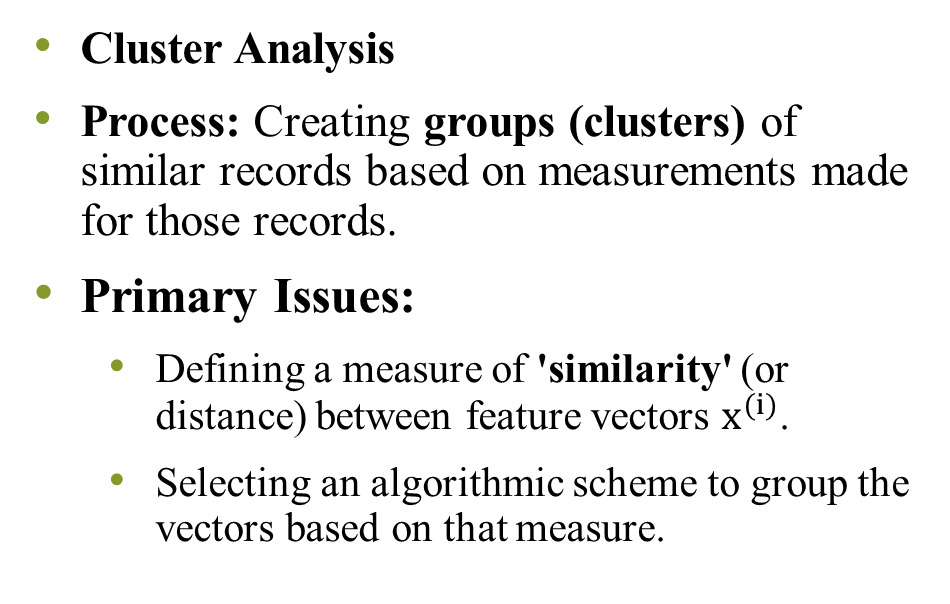 • Cluster Analysis
• Process: Creating groups (clusters) of
similar records based on measurements made
for those records.
• Primary Issues:
• Defining a measure of 'similarity' (or
distance) between feature vectors x⁽ⁱ⁾.
• Selecting an algorithmic scheme to group the
vectors based on that measure.